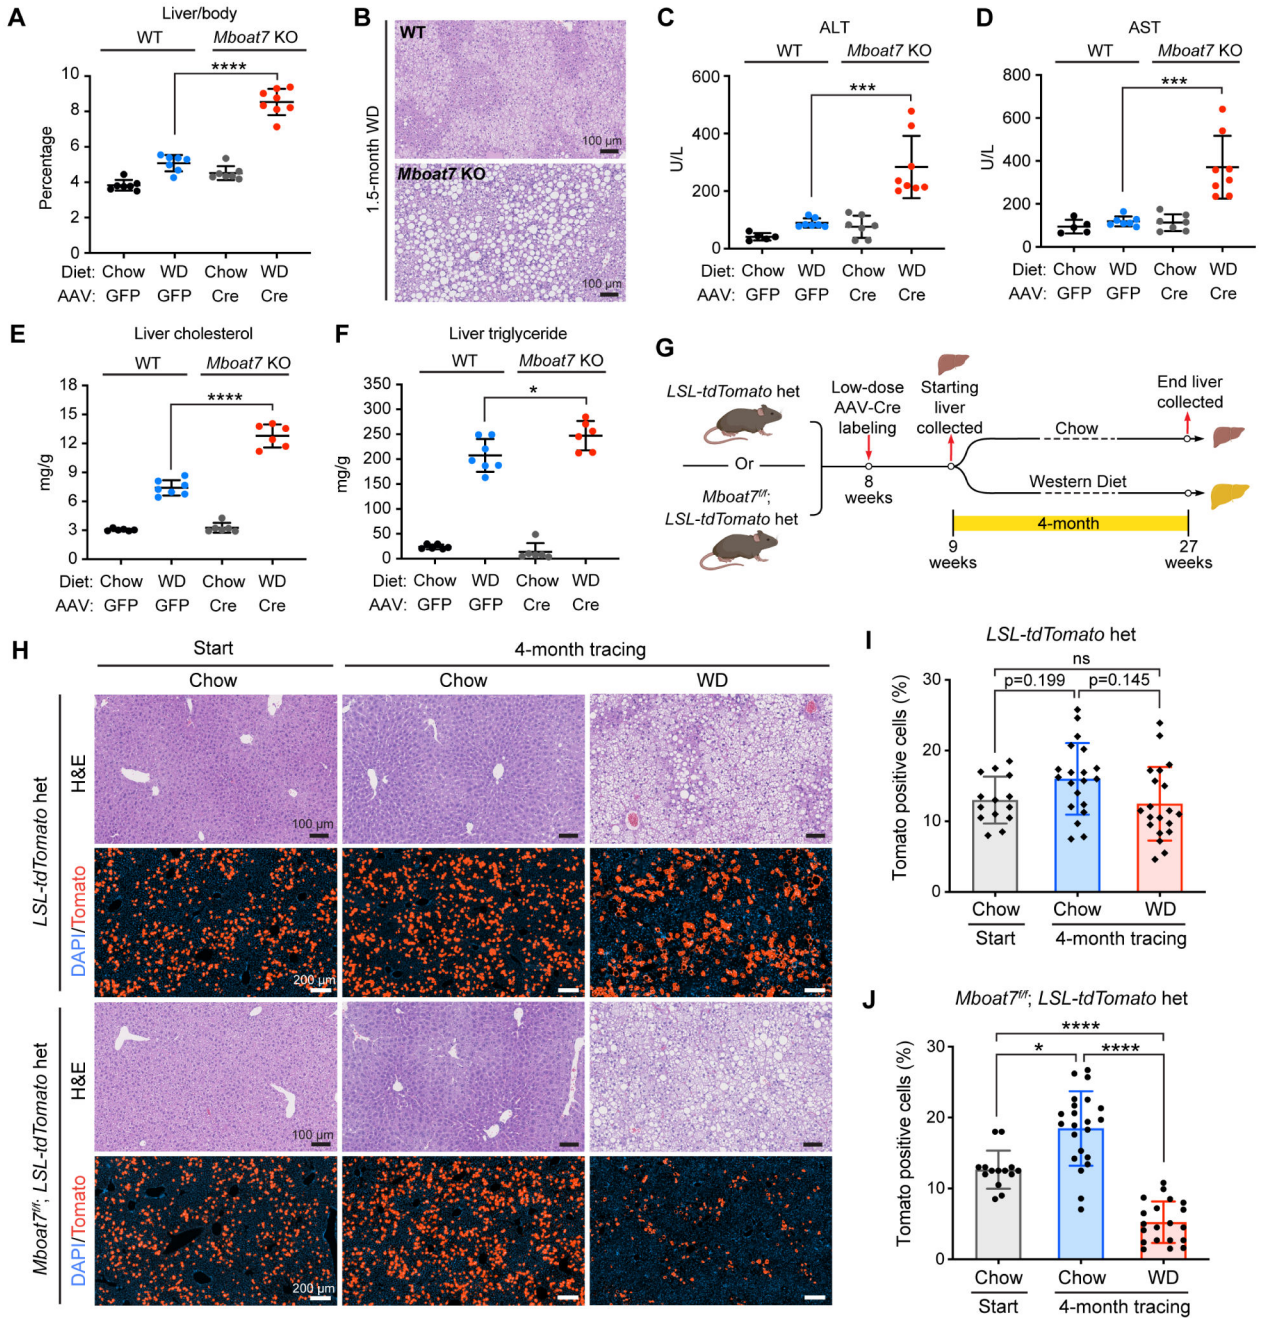 A
Liver/body
WT
Mboat7 KO
****
Percentage
10
8
6
4
2
0
Diet: Chow WD Chow WD
AAV: GFP GFP Cre Cre
B
1.5-month WD
WT
100 µm
Mboat7 KO
100 µm
C
ALT
WT
Mboat7 KO
***
U/L
600
400
200
0
Diet: Chow WD Chow WD
AAV: GFP GFP Cre Cre
D
AST
WT
Mboat7 KO
***
U/L
800
600
400
200
0
Diet: Chow WD Chow WD
AAV: GFP GFP Cre Cre
E
Liver cholesterol
WT
Mboat7 KO
****
mg/g
18
15
12
9
6
3
0
Diet: Chow WD Chow WD
AAV: GFP GFP Cre Cre
F
Liver triglyceride
WT
Mboat7 KO
*
mg/g
350
300
250
200
150
100
50
0
Diet: Chow WD Chow WD
AAV: GFP GFP Cre Cre
G
LSL-tdTomato het
Or
Mboat7f/f;
LSL-tdTomato het
Low-dose
AAV-Cre
labeling
8
weeks
Starting
liver
collected
Chow
Western Diet
End liver
collected
4-month
9
weeks
27
weeks
H
Start
4-month tracing
Chow
Chow
WD
LSL-tdTomato het
H&E
100 µm
DAPI/Tomato
200 µm
Mboat7f/f; LSL-tdTomato het
H&E
100 µm
DAPI/Tomato
200 µm
I
LSL-tdTomato het
ns
p=0.199
p=0.145
Tomato positive cells (%)
30
20
10
0
Chow Chow WD
Start 4-month tracing
J
Mboat7f/f; LSL-tdTomato het
****
*
****
Tomato positive cells (%)
30
20
10
0
Chow Chow WD
Start 4-month tracing